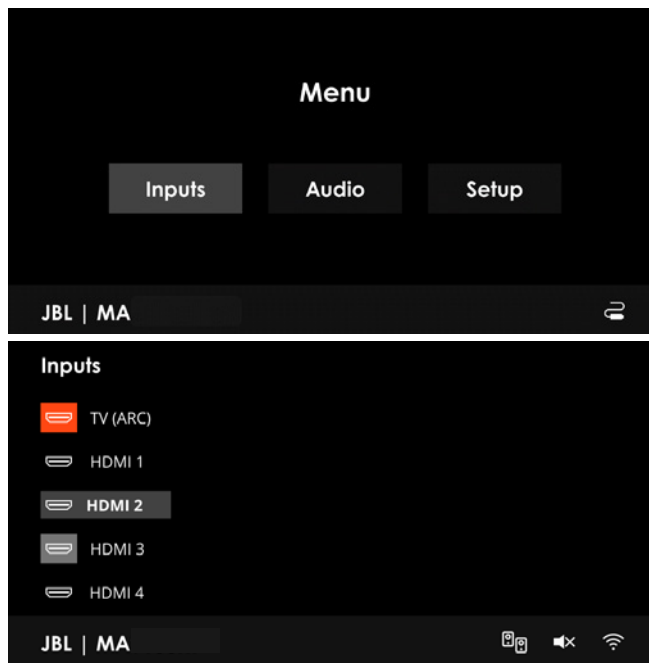 Menu
Inputs Audio Setup
JBL | MA
Inputs
TV (ARC)
HDMI 1
HDMI 2
HDMI 3
HDMI 4
JBL | MA